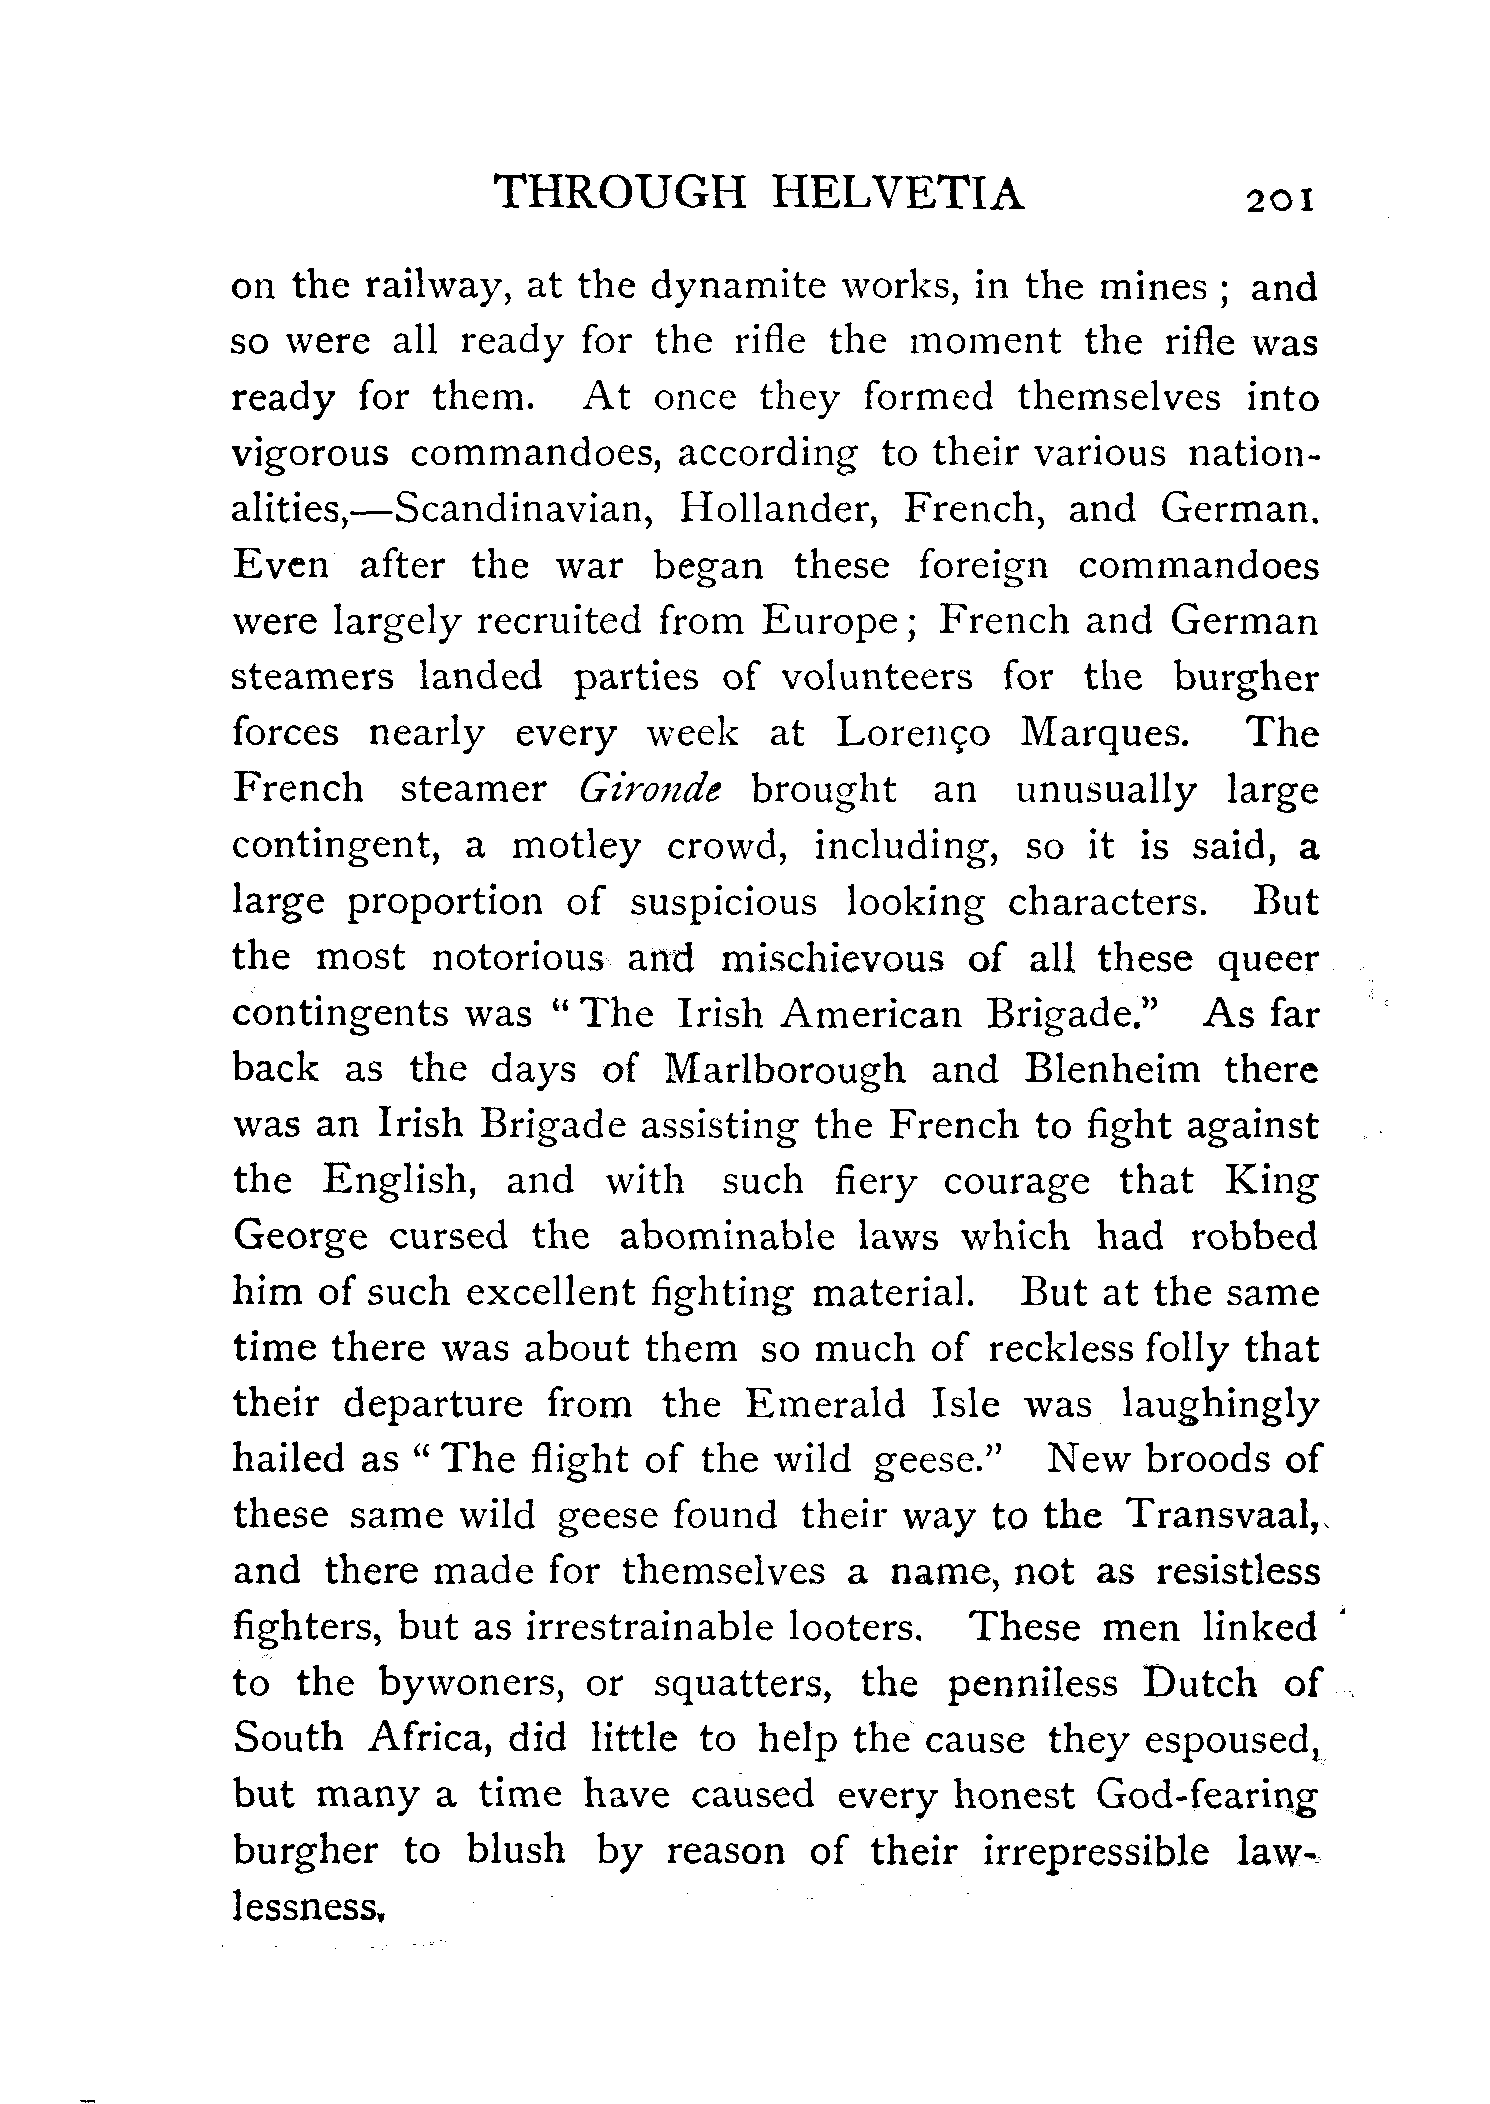 THROUGH HELVETIA 201
on the railway, at the dynamite works, in the mines ; and
so were all ready for the rifle the moment the rifle was
ready for them. At once they formed themselves into
vigorous commandoes, according to their various nation-
alities,—Scandinavian, Hollander, French, and German.
Even after the war began these foreign commandoes
were largely recruited from Europe ; French and German
steamers landed parties of volunteers for the burgher
forces nearly every week at Lorenço Marques. The
French steamer Gironde brought an unusually large
contingent, a motley crowd, including, so it is said, a
large proportion of suspicious looking characters. But
the most notorious and mischievous of all these queer
contingents was “ The Irish American Brigade.” As far
back as the days of Marlborough and Blenheim there
was an Irish Brigade assisting the French to fight against
the English, and with such fiery courage that King
George cursed the abominable laws which had robbed
him of such excellent fighting material. But at the same
time there was about them so much of reckless folly that
their departure from the Emerald Isle was laughingly
hailed as “ The flight of the wild geese.” New broods of
these same wild geese found their way to the Transvaal,
and there made for themselves a name, not as resistless
fighters, but as irrestrainable looters. These men linked
to the bywoners, or squatters, the penniless Dutch of
South Africa, did little to help the cause they espoused,
but many a time have caused every honest God-fearing
burgher to blush by reason of their irrepressible law-
lessness.